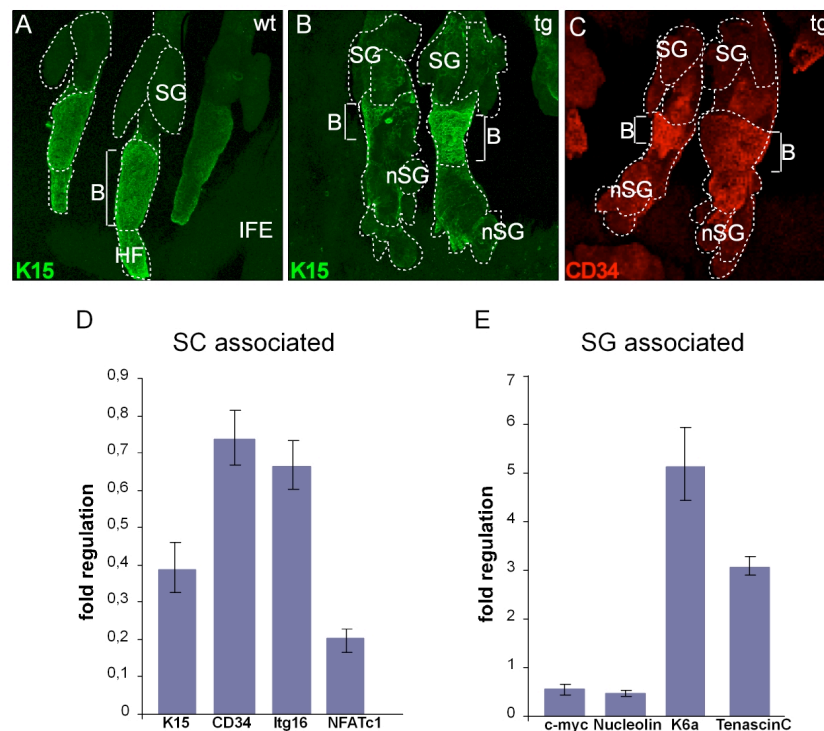 A wt
SG
B
IFE
HF
K15
B tg
SG SG
B B
nSG
nSG
K15
C tg
SG SG
B B
nSG
nSG
CD34
D
SC associated
fold regulation
0,9
0,8
0,7
0,6
0,5
0,4
0,3
0,2
0,1
0
K15 CD34 Itg16 NFATc1
E
SG associated
fold regulation
7
6
5
4
3
2
1
0
c-myc Nucleolin K6a TenascinC